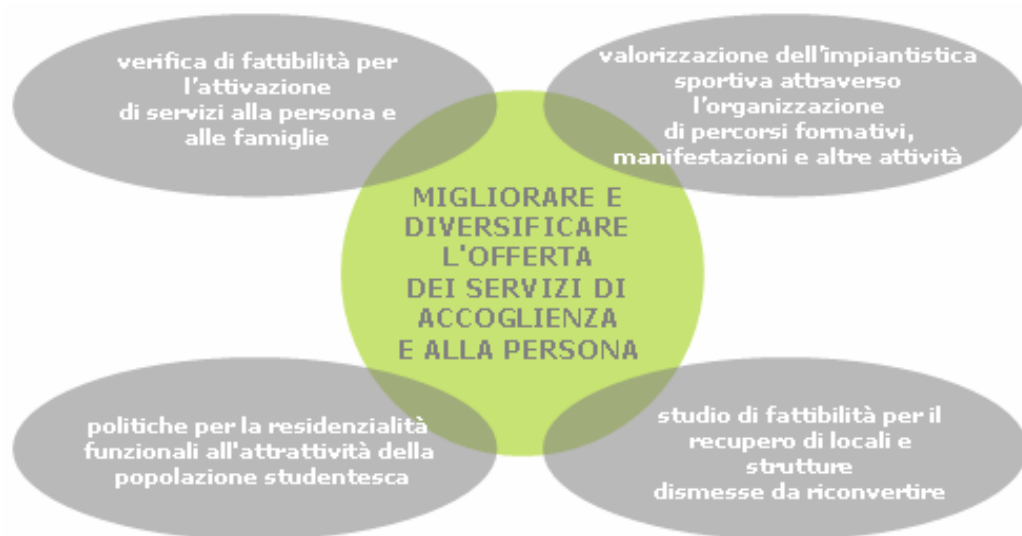 verifica di fattibilità per
l'attivazione
di servizi alla persona e
alle famiglie
valorizzazione dell'impiantistica
sportiva attraverso
l'organizzazione
di percorsi formativi,
manifestazioni e altre attività
MIGLIORARE E
DIVERSIFICARE
L'OFFERTA
DEI SERVIZI DI
ACCOGLIENZA
E ALLA PERSONA
politiche per la residenzialità
funzionali all'attrattività della
popolazione studentesca
studio di fattibilità per il
recupero di locali e
strutture
dismesse da riconvertire